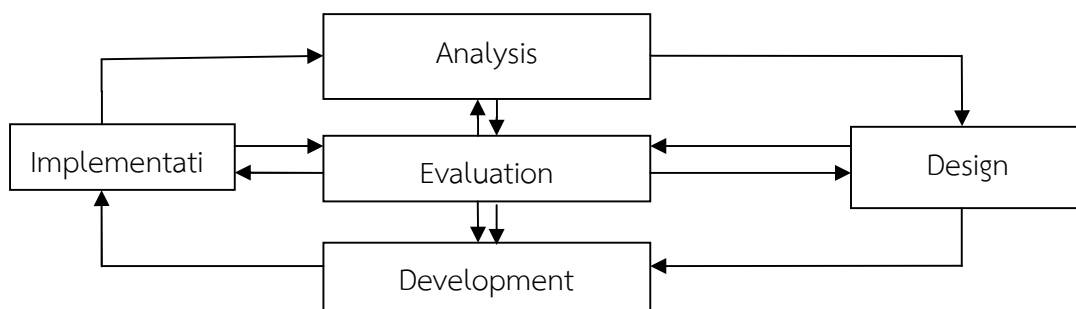 Analysis
Implementati
Evaluation
Design
Development